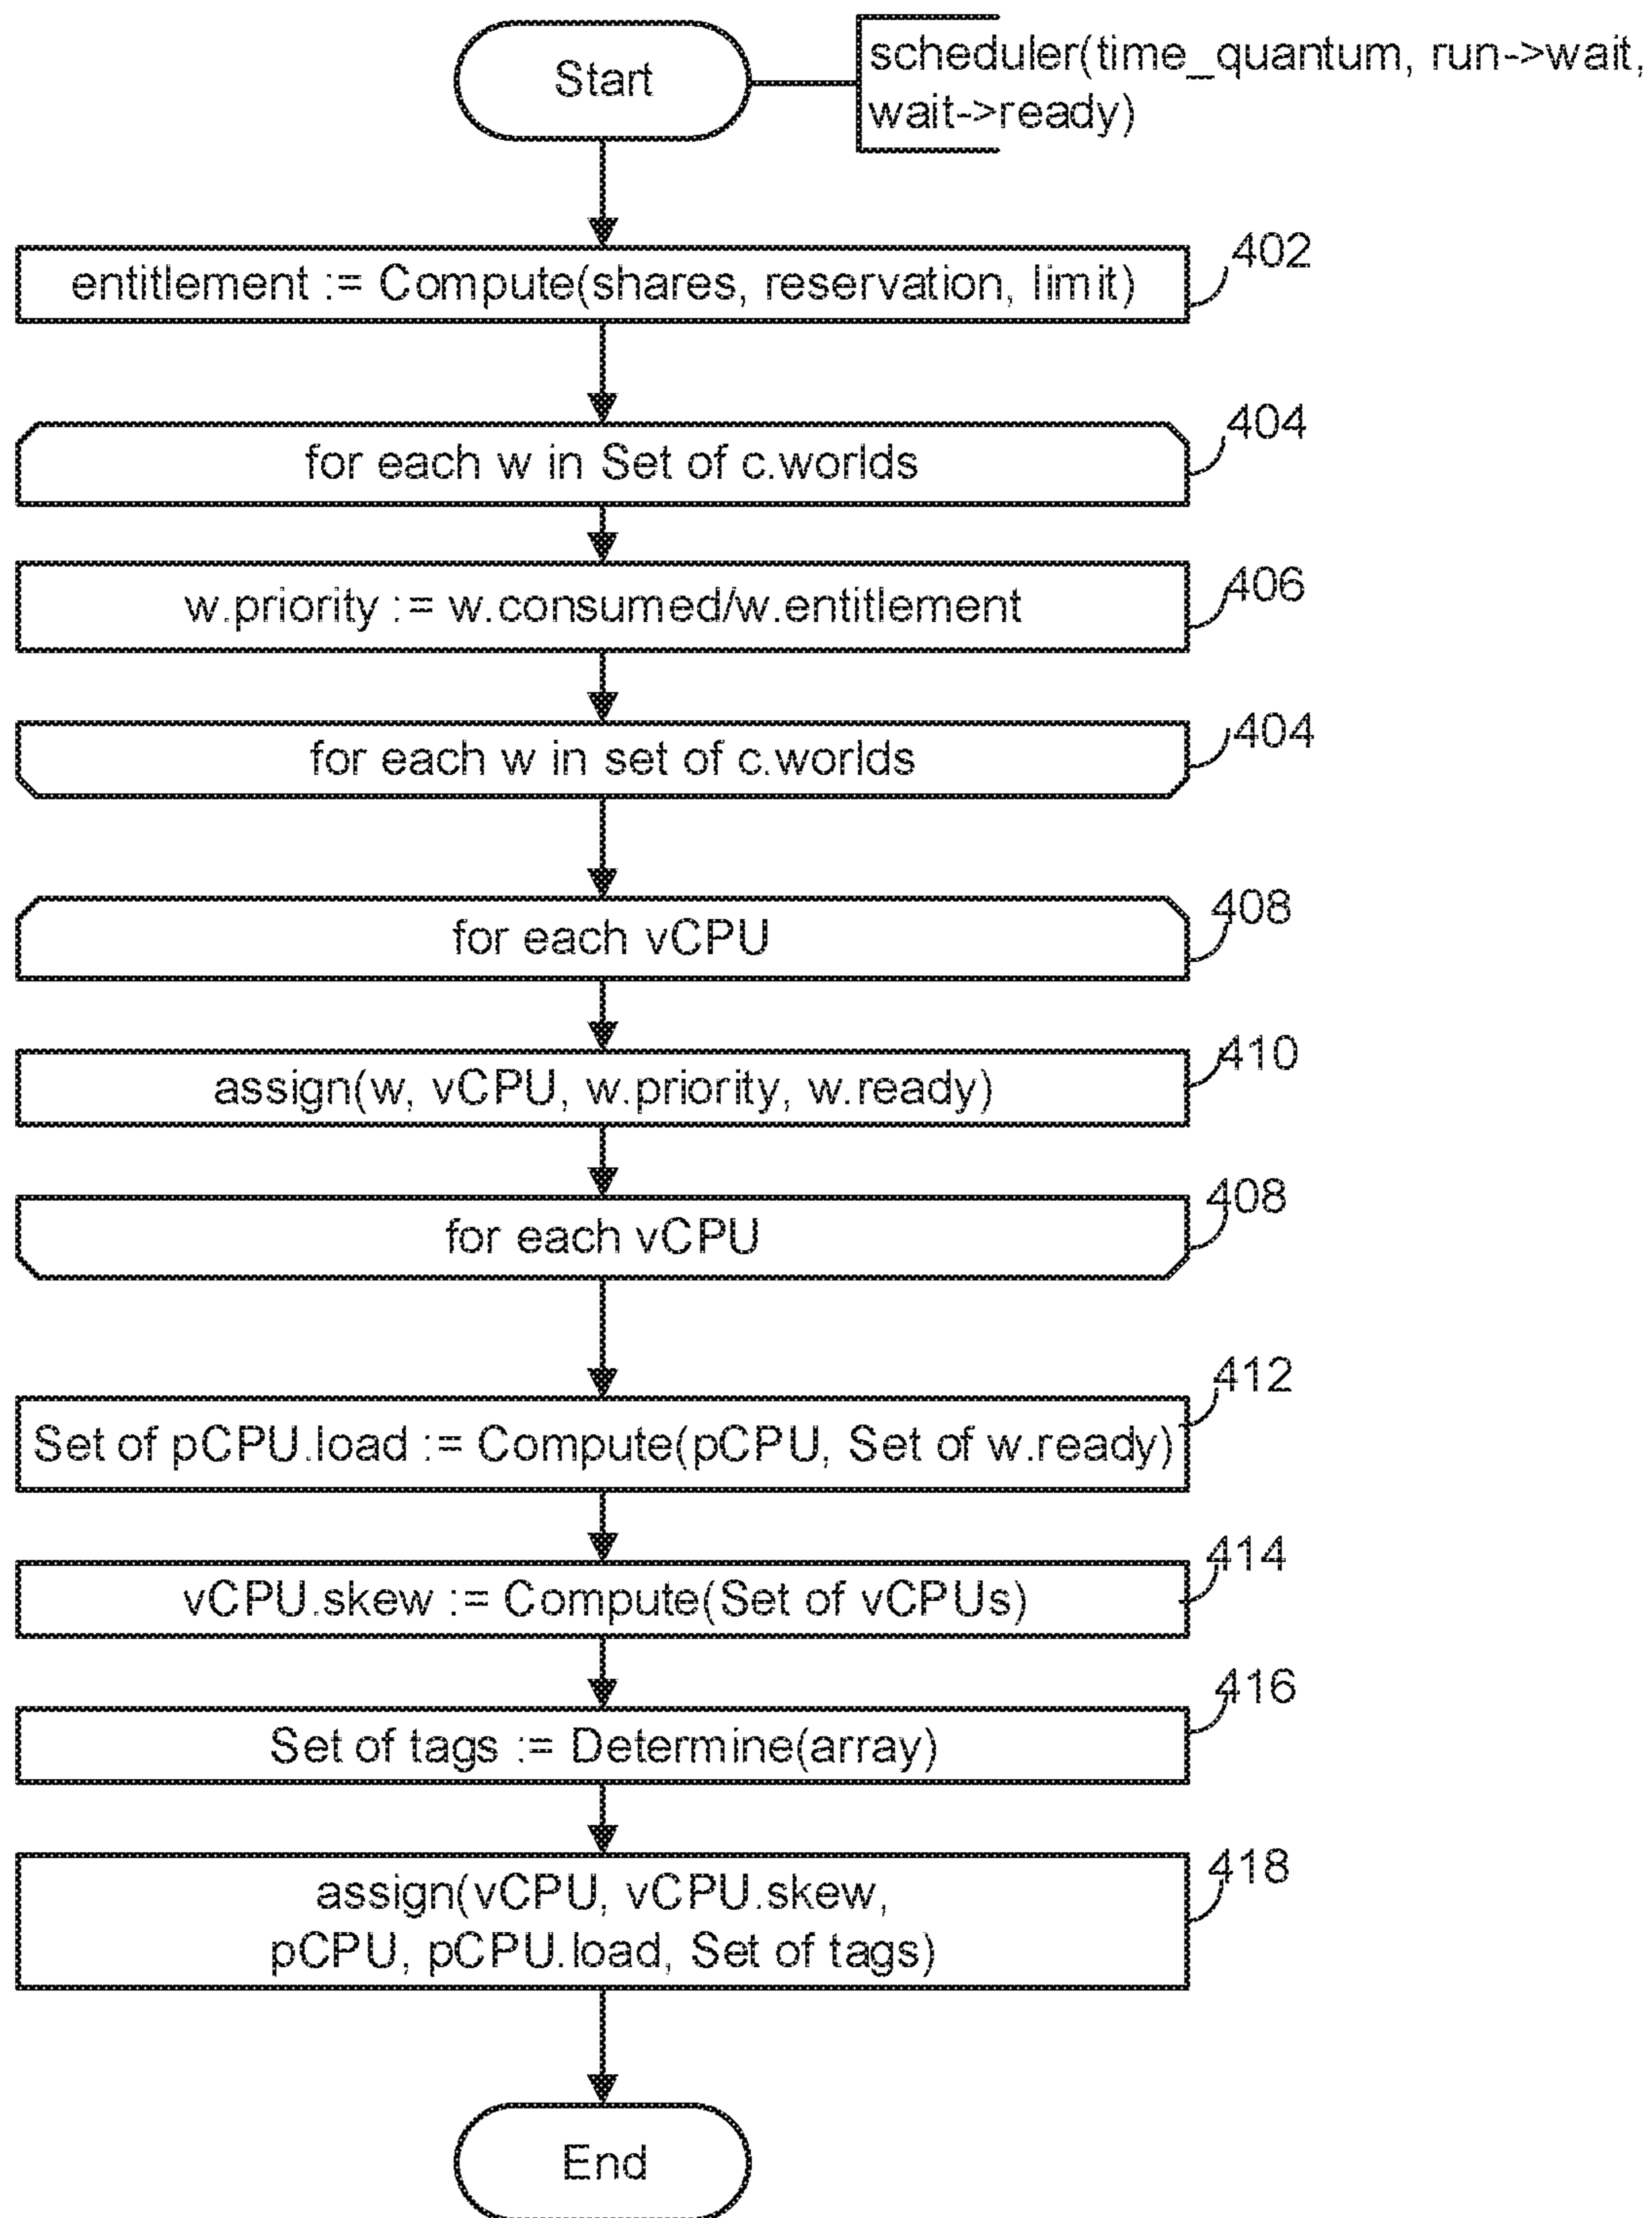 Start
scheduler(time_quantum, run->wait,
wait->ready)
entitlement := Compute(shares, reservation, limit)
402
for each w in Set of c.worlds
404
w.priority := w.consumed/w.entitlement
406
for each w in set of c.worlds
404
for each vCPU
408
assign(w, vCPU, w.priority, w.ready)
410
for each vCPU
408
Set of pCPU.load := Compute(pCPU, Set of w.ready)
412
vCPU.skew := Compute(Set of vCPUs)
414
Set of tags := Determine(array)
416
assign(vCPU, vCPU.skew,
pCPU, pCPU.load, Set of tags)
418
End